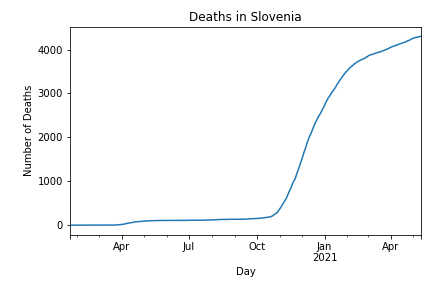 Deaths in Slovenia
4000
3000
2000
1000
0
Number of Deaths
Apr Jul Oct Jan Apr
2021
Day